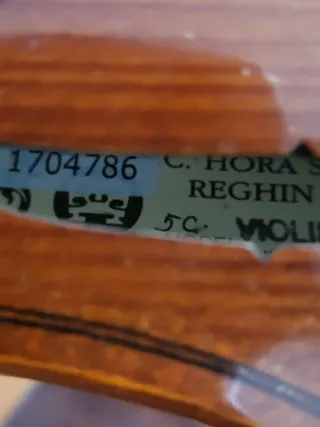 1704786 C. HORA S
REGHIN
5C. VIOLI